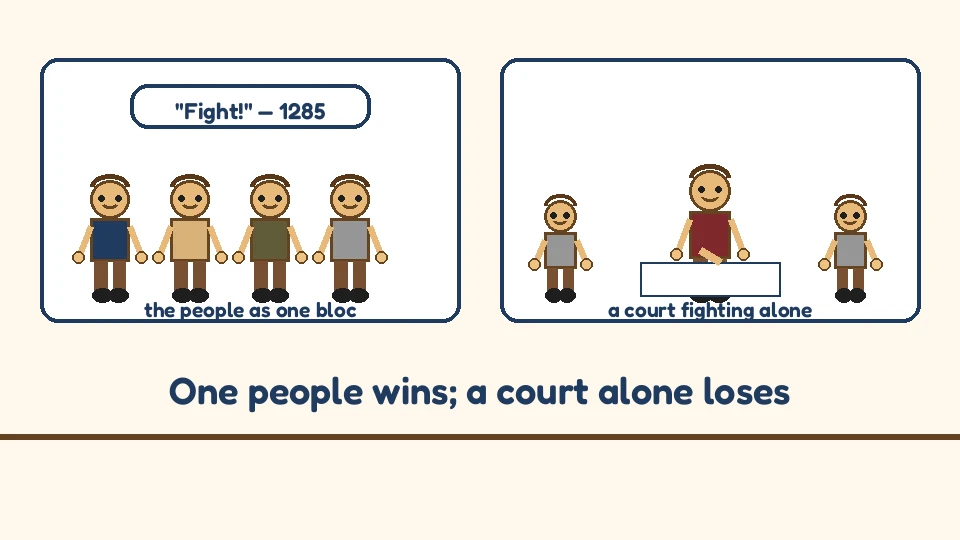 "Fight!" — 1285
the people as one bloc
a court fighting alone
One people wins; a court alone loses